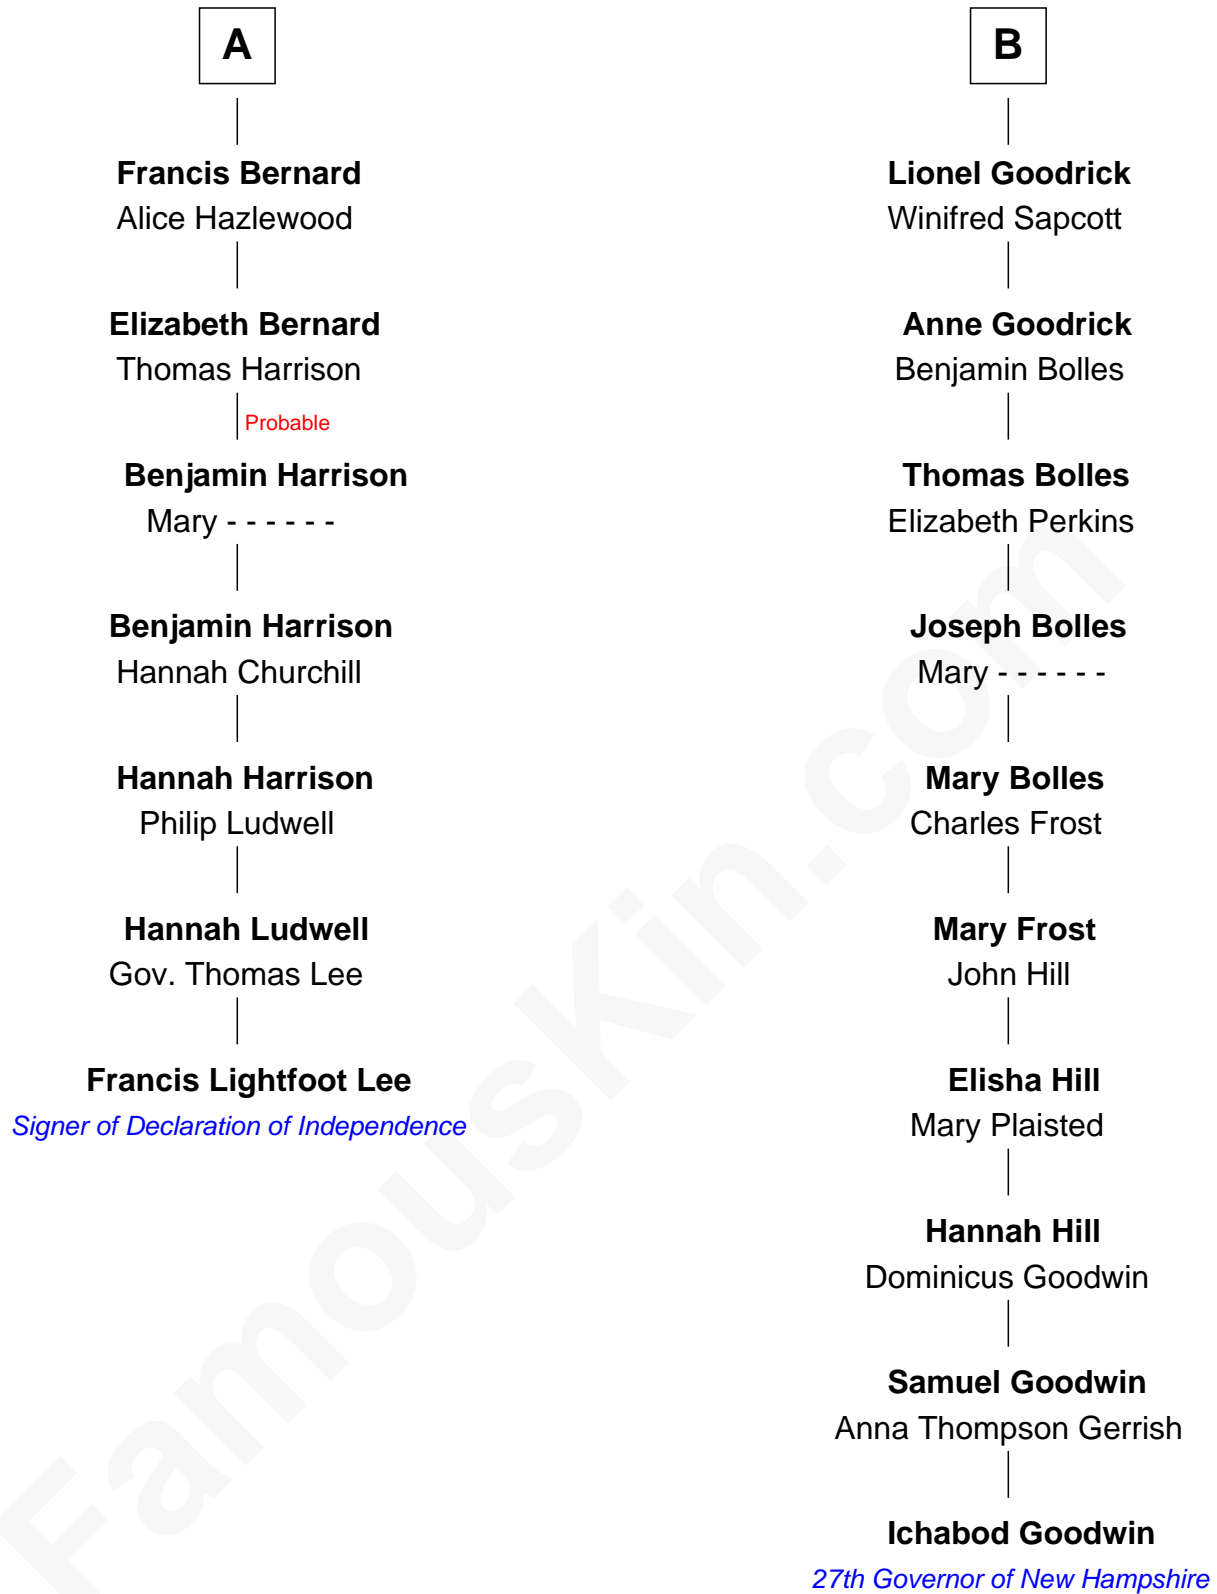 A
Francis Bernard
Alice Hazlewood
Elizabeth Bernard
Thomas Harrison
Probable
Benjamin Harrison
Mary - - - - - -
Benjamin Harrison
Hannah Churchill
Hannah Harrison
Philip Ludwell
Hannah Ludwell
Gov. Thomas Lee
Francis Lightfoot Lee
Signer of Declaration of Independence
B
Lionel Goodrick
Winifred Sapcott
Anne Goodrick
Benjamin Bolles
Thomas Bolles
Elizabeth Perkins
Joseph Bolles
Mary - - - - - -
Mary Bolles
Charles Frost
Mary Frost
John Hill
Elisha Hill
Mary Plaisted
Hannah Hill
Dominicus Goodwin
Samuel Goodwin
Anna Thompson Gerrish
Ichabod Goodwin
27th Governor of New Hampshire
FamousKin.com